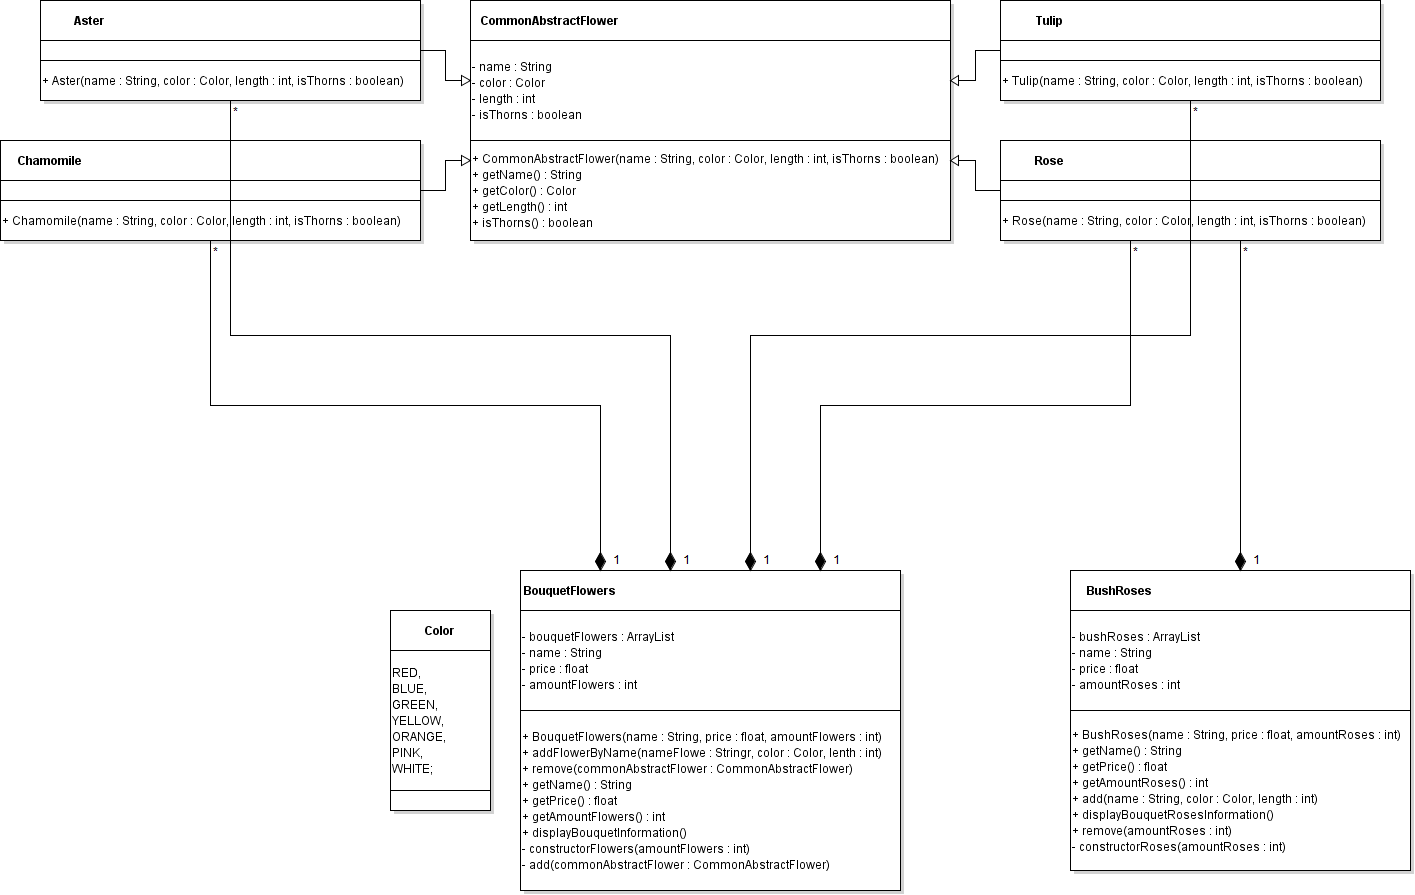 Aster
+ Aster(name : String, color : Color, length : int, isThorns : boolean)
*
CommonAbstractFlower
- name : String
- color : Color
- length : int
- isThorns : boolean
+ CommonAbstractFlower(name : String, color : Color, length : int, isThorns : boolean)
+ getName() : String
+ getColor() : Color
+ getLength() : int
+ isThorns() : boolean
Tulip
+ Tulip(name : String, color : Color, length : int, isThorns : boolean)
*
Chamomile
+ Chamomile(name : String, color : Color, length : int, isThorns : boolean)
*
Rose
+ Rose(name : String, color : Color, length : int, isThorns : boolean)
*
*
1
1
1
1
1
Color
RED,
BLUE,
GREEN,
YELLOW,
ORANGE,
PINK,
WHITE;
BouquetFlowers
- bouquetFlowers : ArrayList
- name : String
- price : float
- amountFlowers : int
+ BouquetFlowers(name : String, price : float, amountFlowers : int)
+ addFlowerByName(nameFlowe : Stringr, color : Color, lenth : int)
+ remove(commonAbstractFlower : CommonAbstractFlower)
+ getName() : String
+ getPrice() : float
+ getAmountFlowers() : int
+ displayBouquetInformation()
- constructorFlowers(amountFlowers : int)
- add(commonAbstractFlower : CommonAbstractFlower)
BushRoses
- bushRoses : ArrayList
- name : String
- price : float
- amountRoses : int
+ BushRoses(name : String, price : float, amountRoses : int)
+ getName() : String
+ getPrice() : float
+ getAmountRoses() : int
+ add(name : String, color : Color, length : int)
+ displayBouquetRosesInformation()
+ remove(amountRoses : int)
- constructorRoses(amountRoses : int)